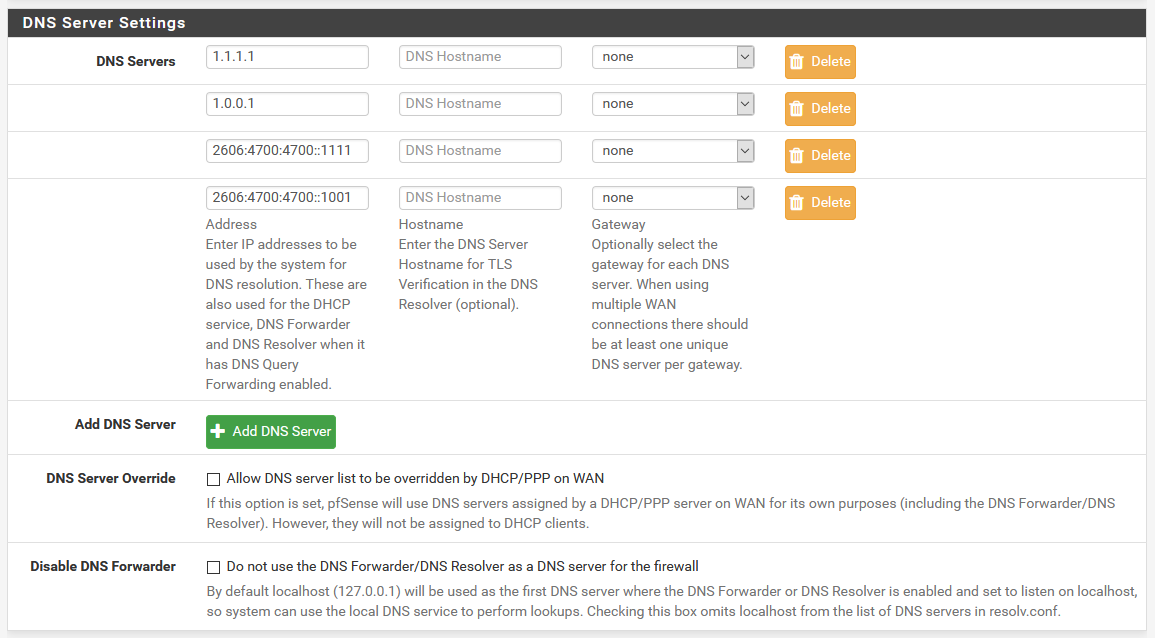 DNS Server Settings
DNS Servers 1.1.1.1 DNS Hostname none Delete
1.0.0.1 DNS Hostname none Delete
2606:4700:4700::1111 DNS Hostname none Delete
2606:4700:4700::1001 DNS Hostname none Delete
Address
Enter IP addresses to be
used by the system for
DNS resolution. These are
also used for the DHCP
service, DNS Forwarder
and DNS Resolver when it
has DNS Query
Forwarding enabled.
Hostname
Enter the DNS Server
Hostname for TLS
Verification in the DNS
Resolver (optional).
Gateway
Optionally select the
gateway for each DNS
server. When using
multiple WAN
connections there should
be at least one unique
DNS server per gateway.
Add DNS Server Add DNS Server
DNS Server Override Allow DNS server list to be overridden by DHCP/PPP on WAN
If this option is set, pfSense will use DNS servers assigned by a DHCP/PPP server on WAN for its own purposes (including the DNS Forwarder/DNS
Resolver). However, they will not be assigned to DHCP clients.
Disable DNS Forwarder Do not use the DNS Forwarder/DNS Resolver as a DNS server for the firewall
By default localhost (127.0.0.1) will be used as the first DNS server where the DNS Forwarder or DNS Resolver is enabled and set to listen on localhost,
so system can use the local DNS service to perform lookups. Checking this box omits localhost from the list of DNS servers in resolv.conf.